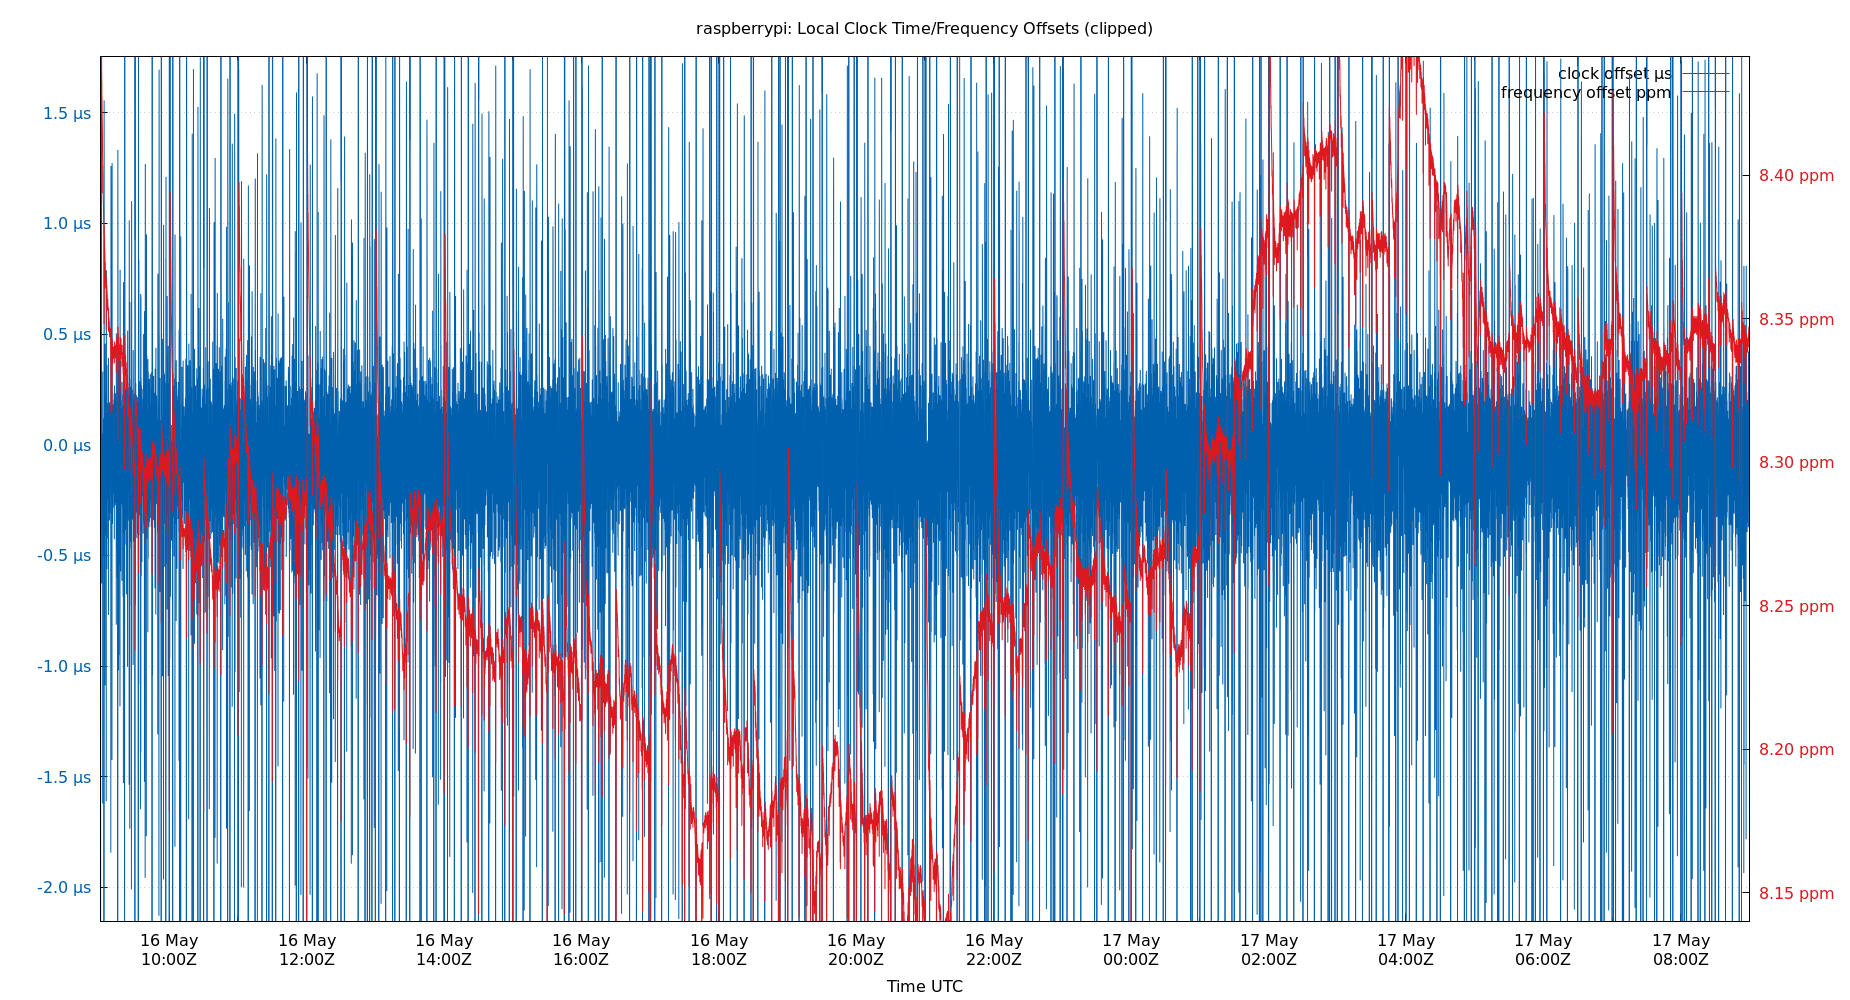 raspberrypi: Local Clock Time/Frequency Offsets (clipped)
clock offset µs
frequency offset ppm
1.5 µs
1.0 µs
0.5 µs
0.0 µs
-0.5 µs
-1.0 µs
-1.5 µs
-2.0 µs
8.40 ppm
8.35 ppm
8.30 ppm
8.25 ppm
8.20 ppm
8.15 ppm
16 May 16 May 16 May 16 May 16 May 16 May 16 May 17 May 17 May 17 May 17 May 17 May
10:00Z 12:00Z 14:00Z 16:00Z 18:00Z 20:00Z 22:00Z 00:00Z 02:00Z 04:00Z 06:00Z 08:00Z
Time UTC